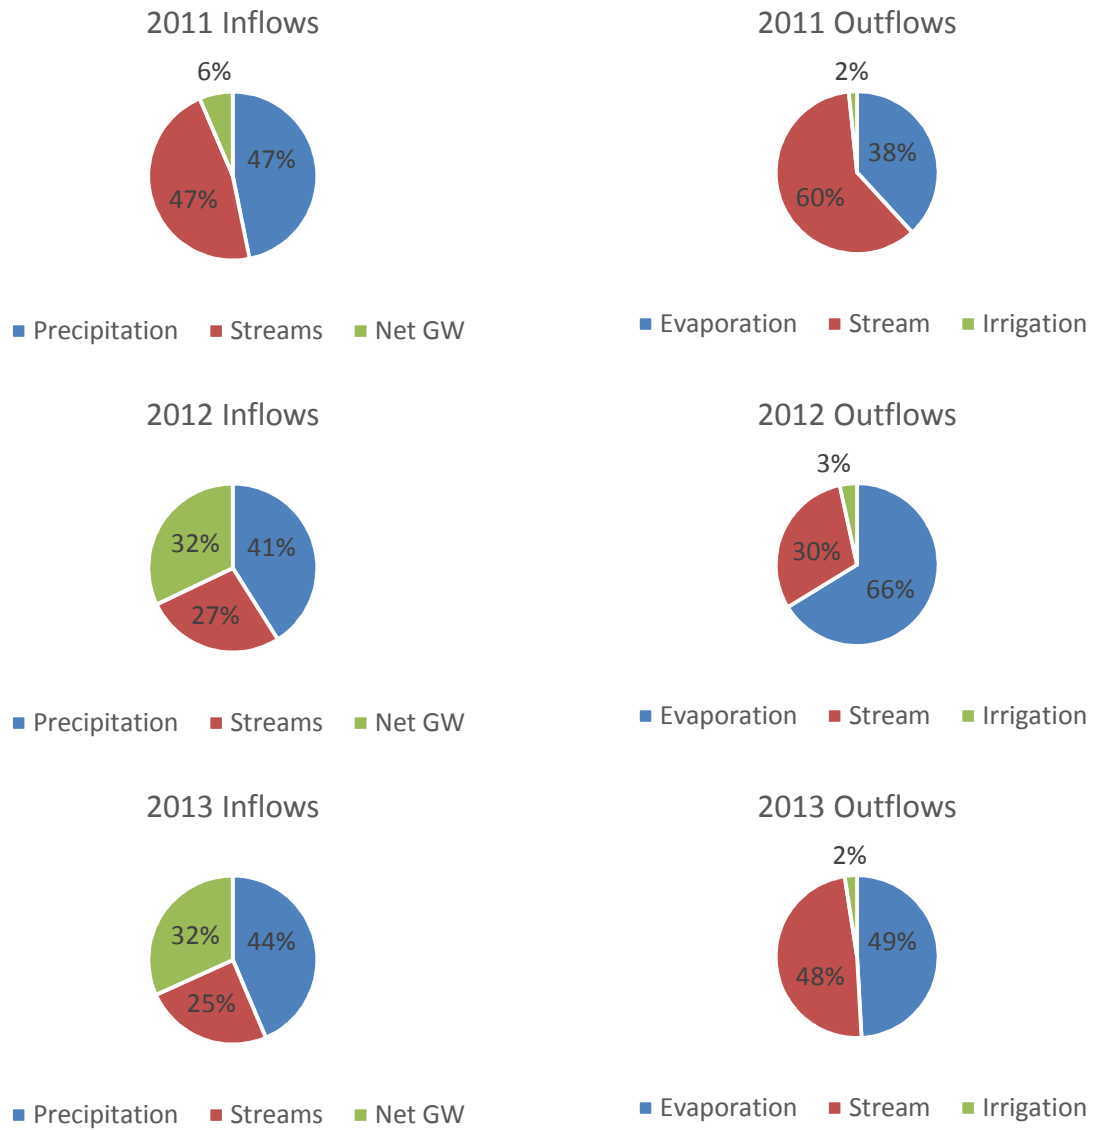 2011 Inflows
6%
47%
47%
Precipitation Streams Net GW
2011 Outflows
2%
38%
60%
Evaporation Stream Irrigation
2012 Inflows
32%
41%
27%
Precipitation Streams Net GW
2012 Outflows
3%
30%
66%
Evaporation Stream Irrigation
2013 Inflows
32%
44%
25%
Precipitation Streams Net GW
2013 Outflows
2%
49%
48%
Evaporation Stream Irrigation